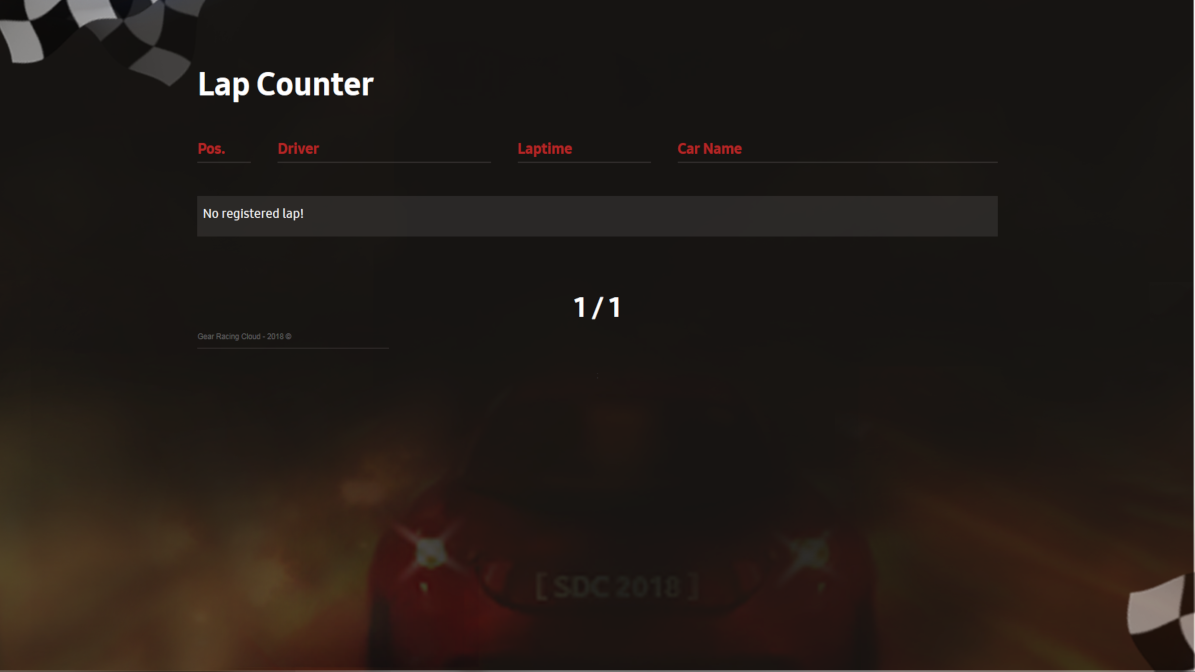 Lap Counter
Pos. Driver Laptime Car Name
No registered lap!
1 / 1
Gear Racing Cloud - 2018 ©
[ SDC 2018 ]